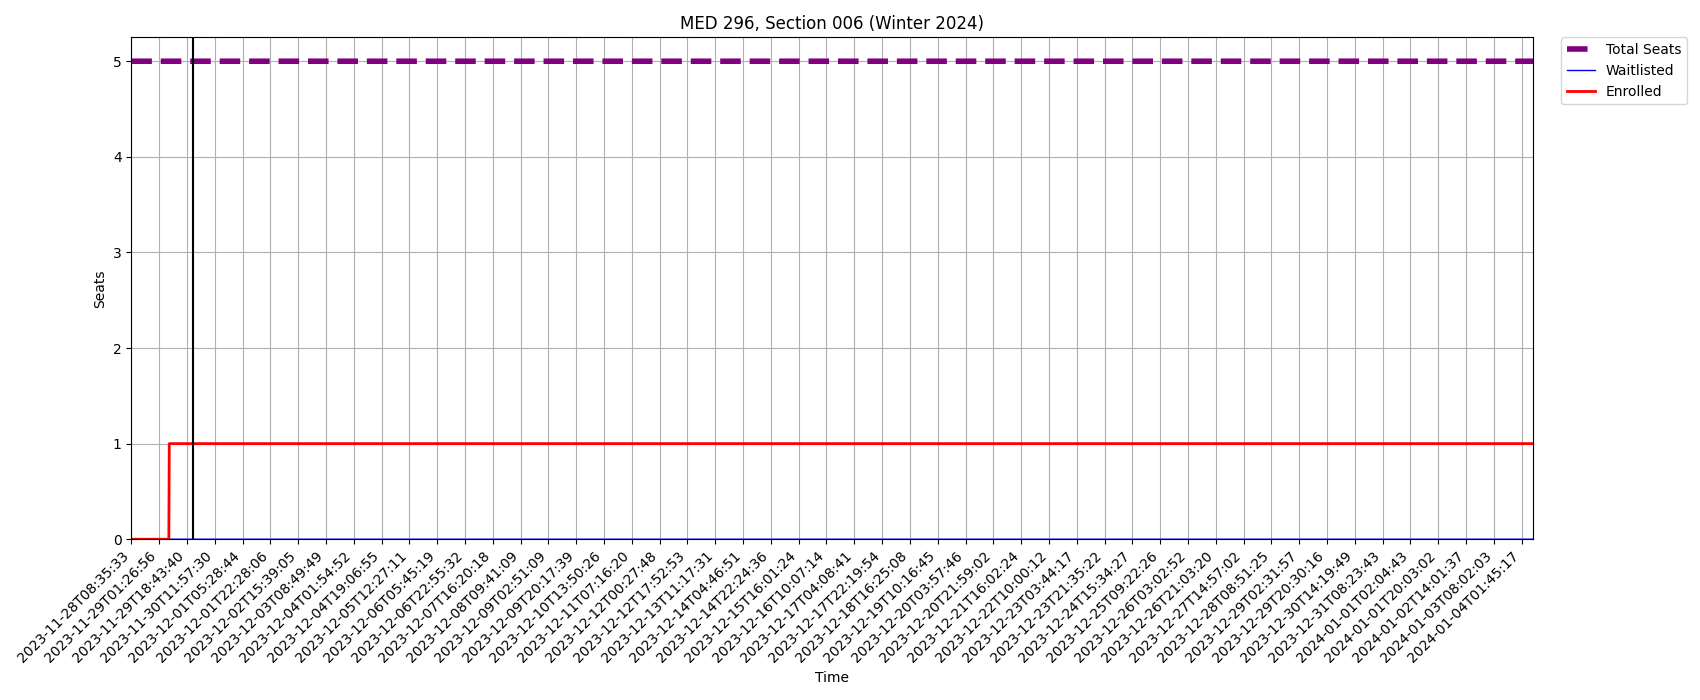 MED 296, Section 006 (Winter 2024)
Total Seats
Waitlisted
Enrolled
Seats
5
4
3
2
1
0
2023-11-28T08:35:33
2023-11-29T01:26:56
2023-11-29T18:43:40
2023-11-30T11:57:30
2023-12-01T05:28:44
2023-12-01T22:28:06
2023-12-02T15:39:05
2023-12-03T08:49:49
2023-12-04T01:54:52
2023-12-04T19:06:55
2023-12-05T12:27:11
2023-12-06T05:45:19
2023-12-06T22:55:32
2023-12-07T16:20:18
2023-12-08T09:41:09
2023-12-09T02:51:09
2023-12-09T20:17:39
2023-12-10T13:50:26
2023-12-11T07:16:20
2023-12-12T00:27:48
2023-12-12T17:52:53
2023-12-13T11:17:31
2023-12-14T04:46:51
2023-12-14T22:24:36
2023-12-15T16:01:24
2023-12-16T10:07:14
2023-12-17T04:08:41
2023-12-17T22:19:54
2023-12-18T16:25:08
2023-12-19T10:16:45
2023-12-20T03:57:46
2023-12-20T21:59:02
2023-12-21T16:02:24
2023-12-22T10:00:12
2023-12-23T03:44:17
2023-12-23T21:35:22
2023-12-24T15:34:27
2023-12-25T09:22:26
2023-12-26T03:02:52
2023-12-26T21:03:20
2023-12-27T14:57:02
2023-12-28T08:51:25
2023-12-29T02:31:57
2023-12-29T20:30:16
2023-12-30T14:19:49
2023-12-31T08:23:43
2024-01-01T02:04:43
2024-01-01T20:03:02
2024-01-02T14:01:37
2024-01-03T08:02:03
2024-01-04T01:45:17
Time